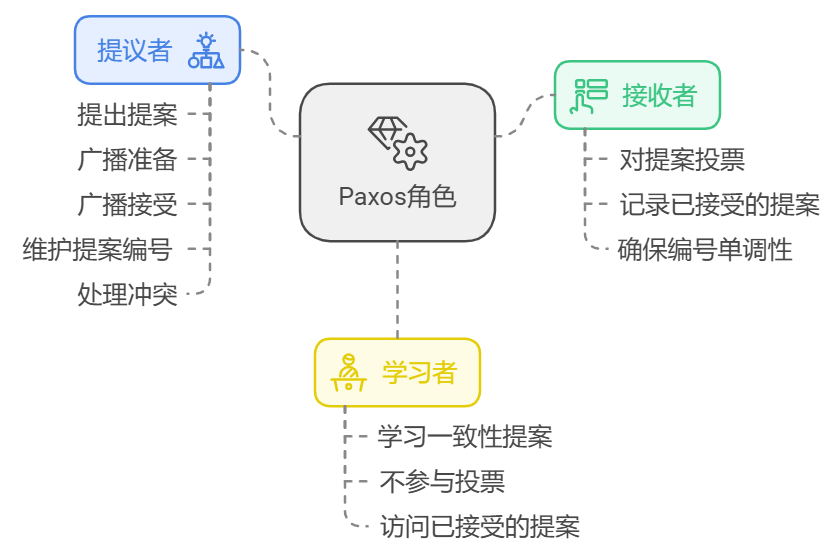 提议者
提出提案
广播准备
广播接受
维护提案编号
处理冲突
Paxos角色
接收者
对提案投票
记录已接受的提案
确保编号单调性
学习者
学习一致性提案
不参与投票
访问已接受的提案